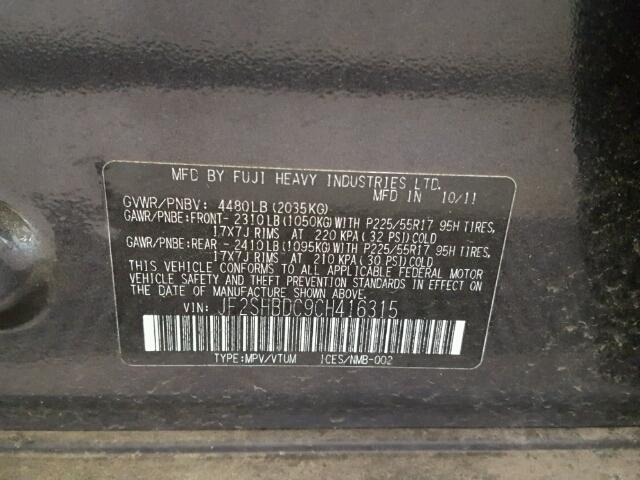 MFD BY FUJI HEAVY INDUSTRIES LTD.
MFD IN 10/11
GVWR/PNBV: 4480LB(2035KG)
GAWR/PNBE:FRONT- 2310LB(1050KG)WITH P225/55R17 95H TIRES,
17X7J RIMS AT 220 KPA(32 PSI)COLD
GAWR/PNBE:REAR - 2410LB(1095KG)WITH P225/55R17 95H TIRES,
17X7J RIMS AT 210 KPA(30 PSI)COLD
THIS VEHICLE CONFORMS TO ALL APPLICABLE FEDERAL MOTOR
VEHICLE SAFETY AND BUMPER STANDARDS IN EFFECT ON THE
DATE OF MANUFACTURE SHOWN ABOVE.
VIN: JF2SHBDC9CH416315
TYPE:MPV/VTUM ICES/NMB-002